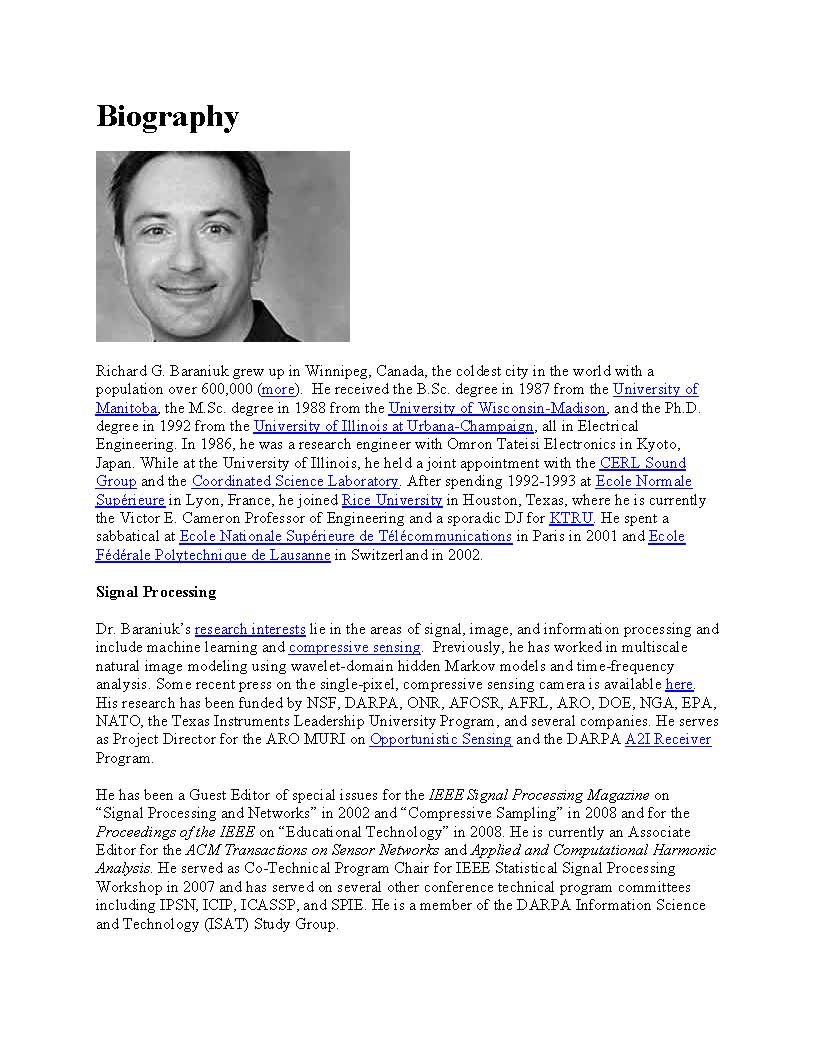 Biography
Richard G. Baraniuk grew up in Winnipeg, Canada, the coldest city in the world with a
population over 600,000 (more).  He received the B.Sc. degree in 1987 from the University of
Manitoba, the M.Sc. degree in 1988 from the University of Wisconsin-Madison, and the Ph.D.
degree in 1992 from the University of Illinois at Urbana-Champaign, all in Electrical
Engineering. In 1986, he was a research engineer with Omron Tateisi Electronics in Kyoto,
Japan. While at the University of Illinois, he held a joint appointment with the CERL Sound
Group and the Coordinated Science Laboratory. After spending 1992-1993 at Ecole Normale
Supérieure in Lyon, France, he joined Rice University in Houston, Texas, where he is currently
the Victor E. Cameron Professor of Engineering and a sporadic DJ for KTRU. He spent a
sabbatical at Ecole Nationale Supérieure de Télécommunications in Paris in 2001 and Ecole
Fédérale Polytechnique de Lausanne in Switzerland in 2002.
Signal Processing
Dr. Baraniuk’s research interests lie in the areas of signal, image, and information processing and
include machine learning and compressive sensing.  Previously, he has worked in multiscale
natural image modeling using wavelet-domain hidden Markov models and time-frequency
analysis. Some recent press on the single-pixel, compressive sensing camera is available here.
His research has been funded by NSF, DARPA, ONR, AFOSR, AFRL, ARO, DOE, NGA, EPA,
NATO, the Texas Instruments Leadership University Program, and several companies. He serves
as Project Director for the ARO MURI on Opportunistic Sensing and the DARPA A2I Receiver
Program.
He has been a Guest Editor of special issues for the IEEE Signal Processing Magazine on
“Signal Processing and Networks” in 2002 and “Compressive Sampling” in 2008 and for the
Proceedings of the IEEE on “Educational Technology” in 2008. He is currently an Associate
Editor for the ACM Transactions on Sensor Networks and Applied and Computational Harmonic
Analysis. He served as Co-Technical Program Chair for IEEE Statistical Signal Processing
Workshop in 2007 and has served on several other conference technical program committees
including IPSN, ICIP, ICASSP, and SPIE. He is a member of the DARPA Information Science
and Technology (ISAT) Study Group.